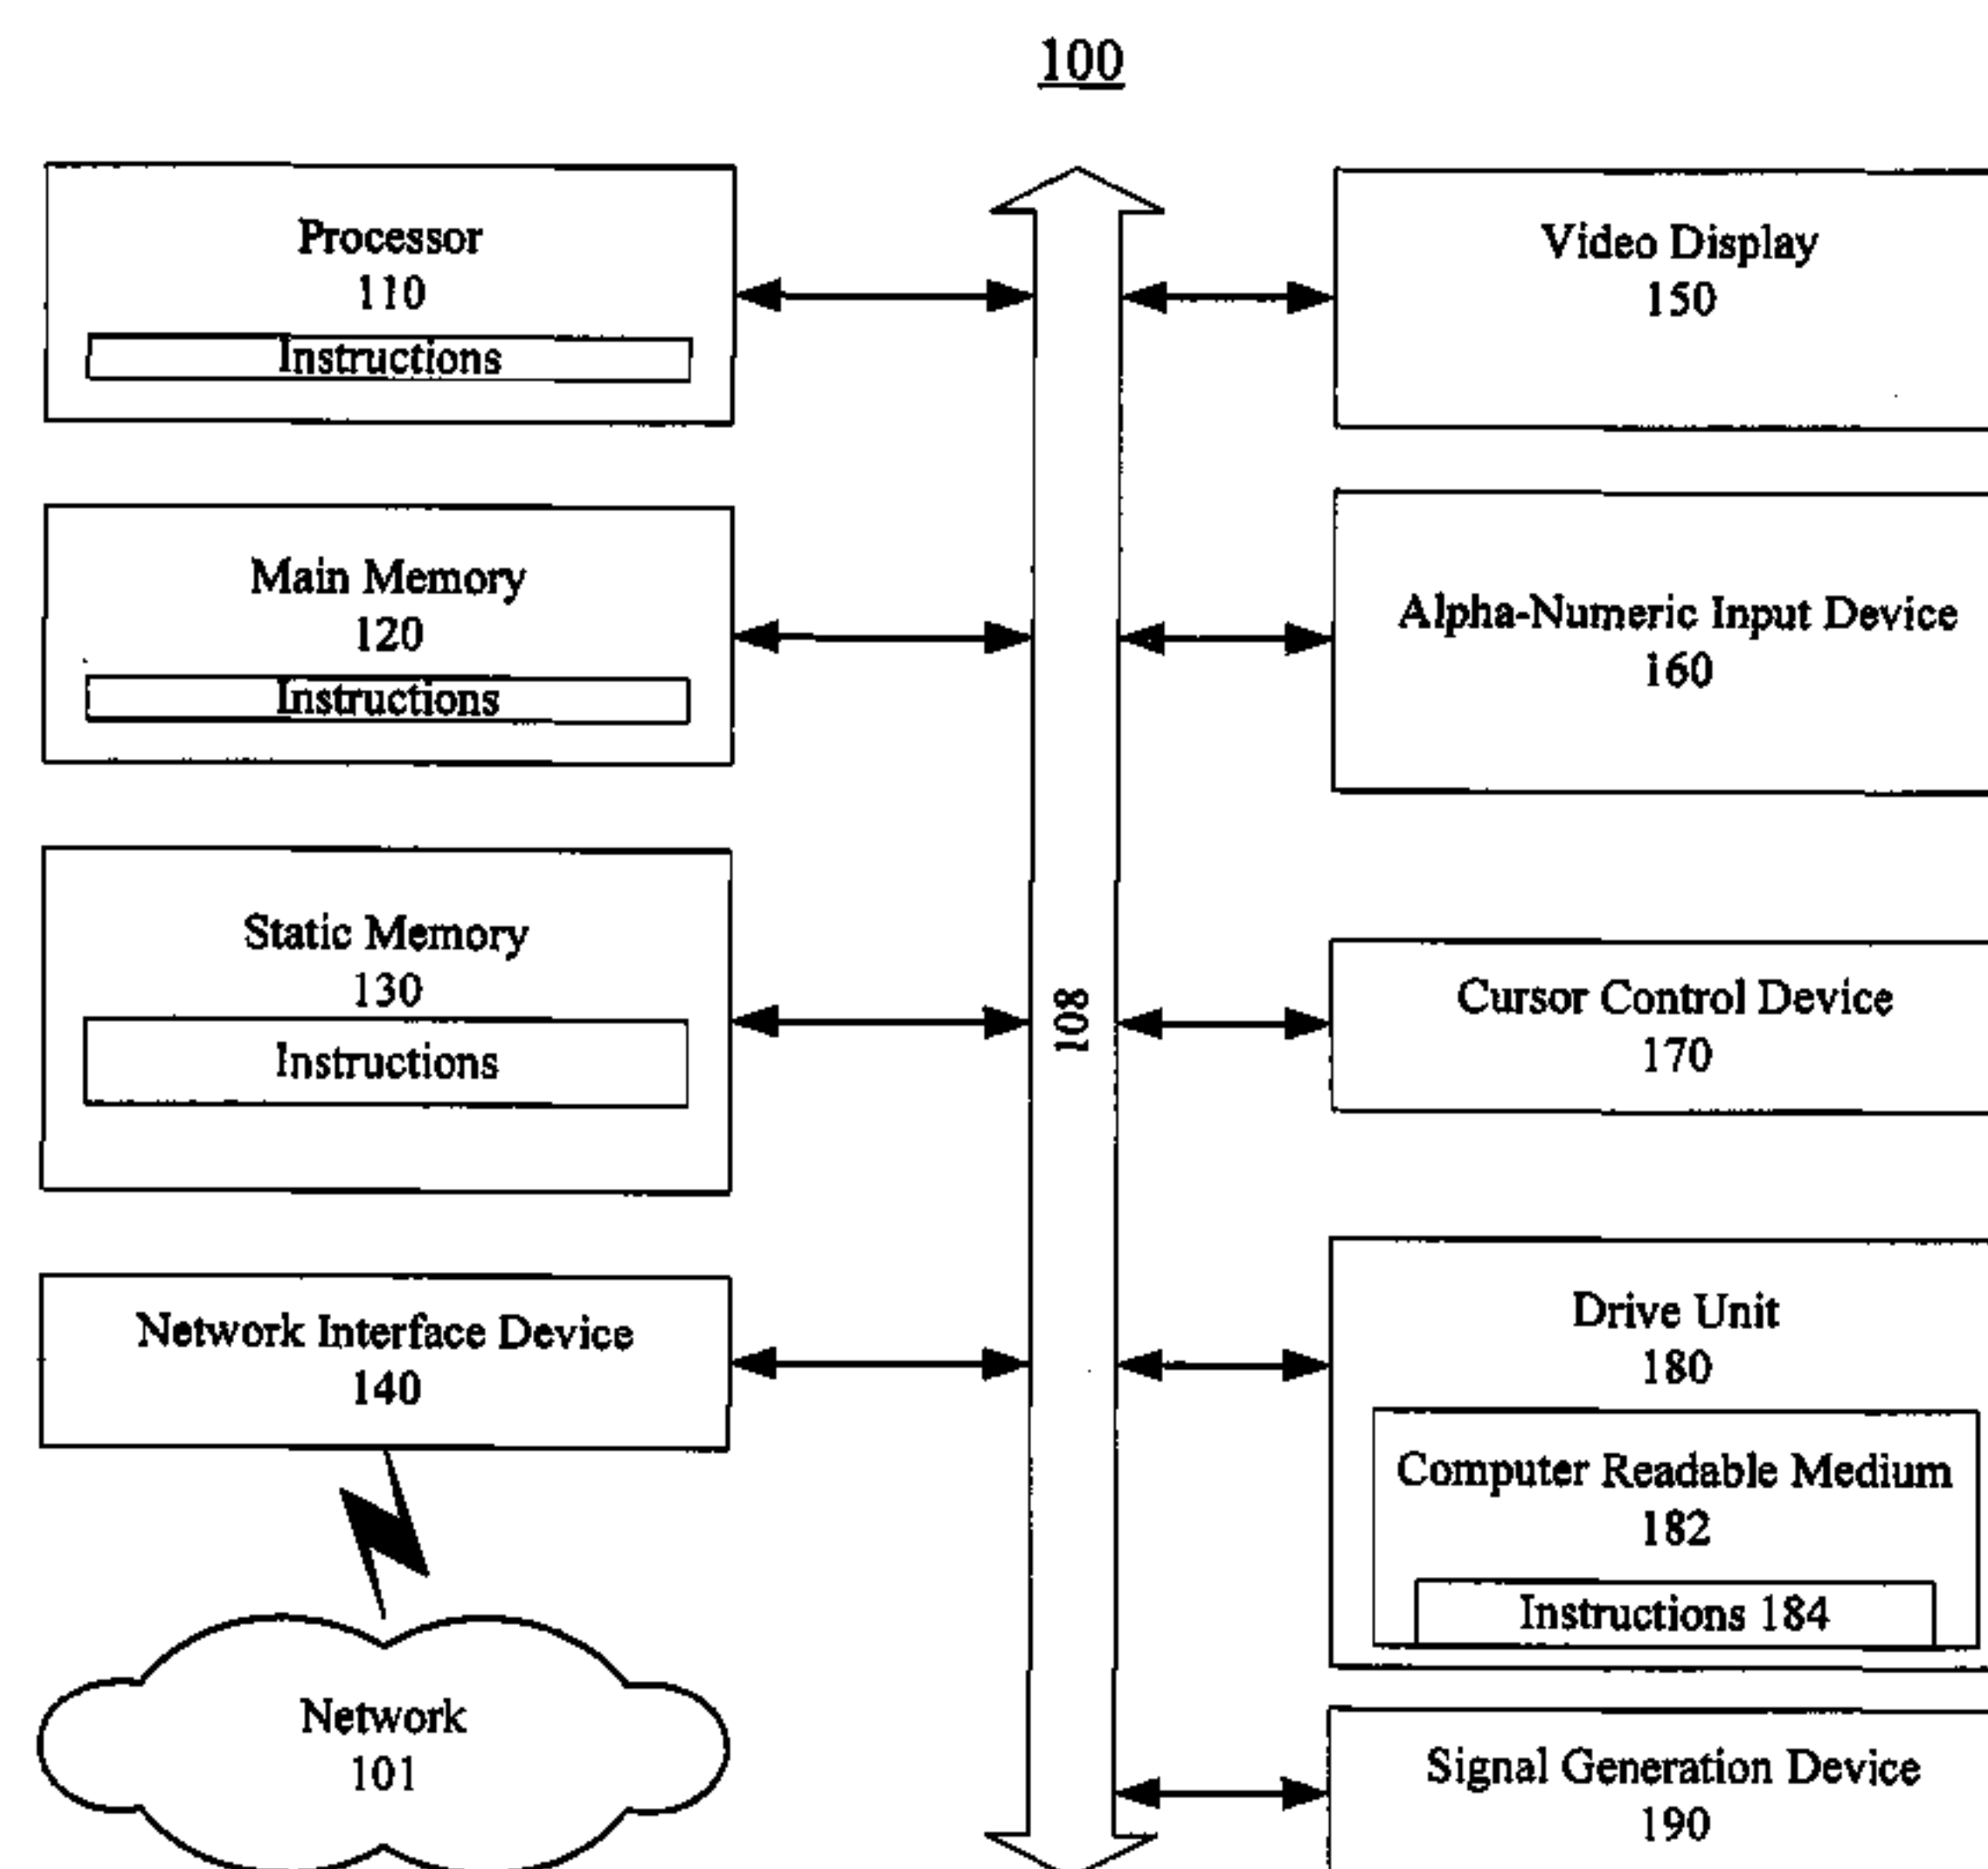 100
Processor
110
Instructions
Main Memory
120
Instructions
Static Memory
130
Instructions
Network Interface Device
140
Network
101
108
Video Display
150
Alpha-Numeric Input Device
160
Cursor Control Device
170
Drive Unit
180
Computer Readable Medium
182
Instructions 184
Signal Generation Device
190